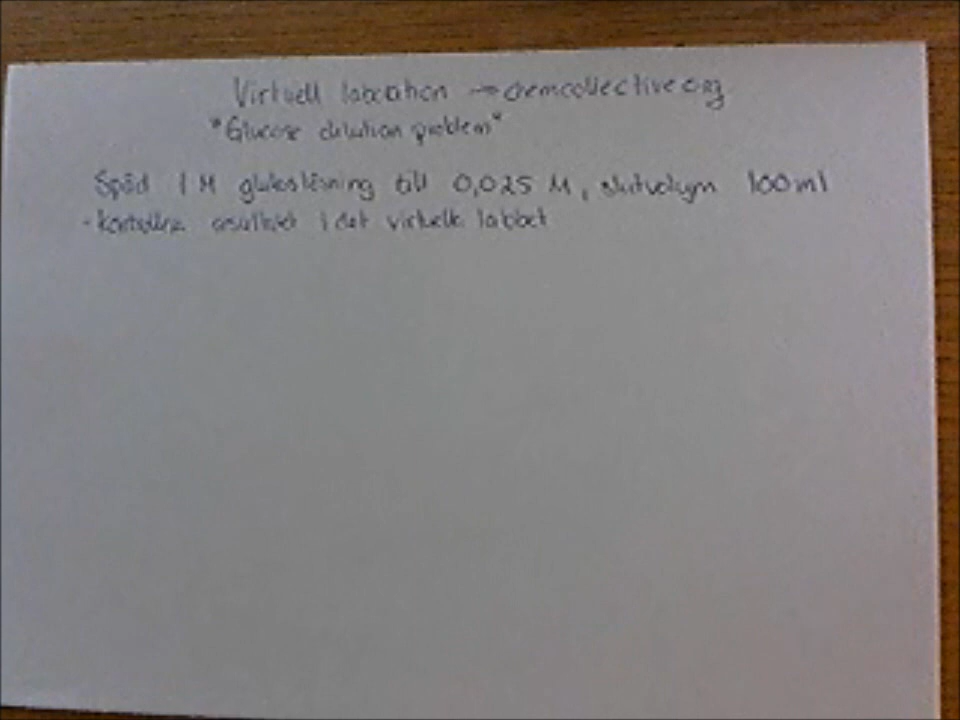 Virtuell laboration → chemcollective.org
"Glucose dilution problem"
Späd 1 M glukoslösning till 0,025 M, slutvolym 100 ml
- kontrollera resultatet i det virtuella labbet